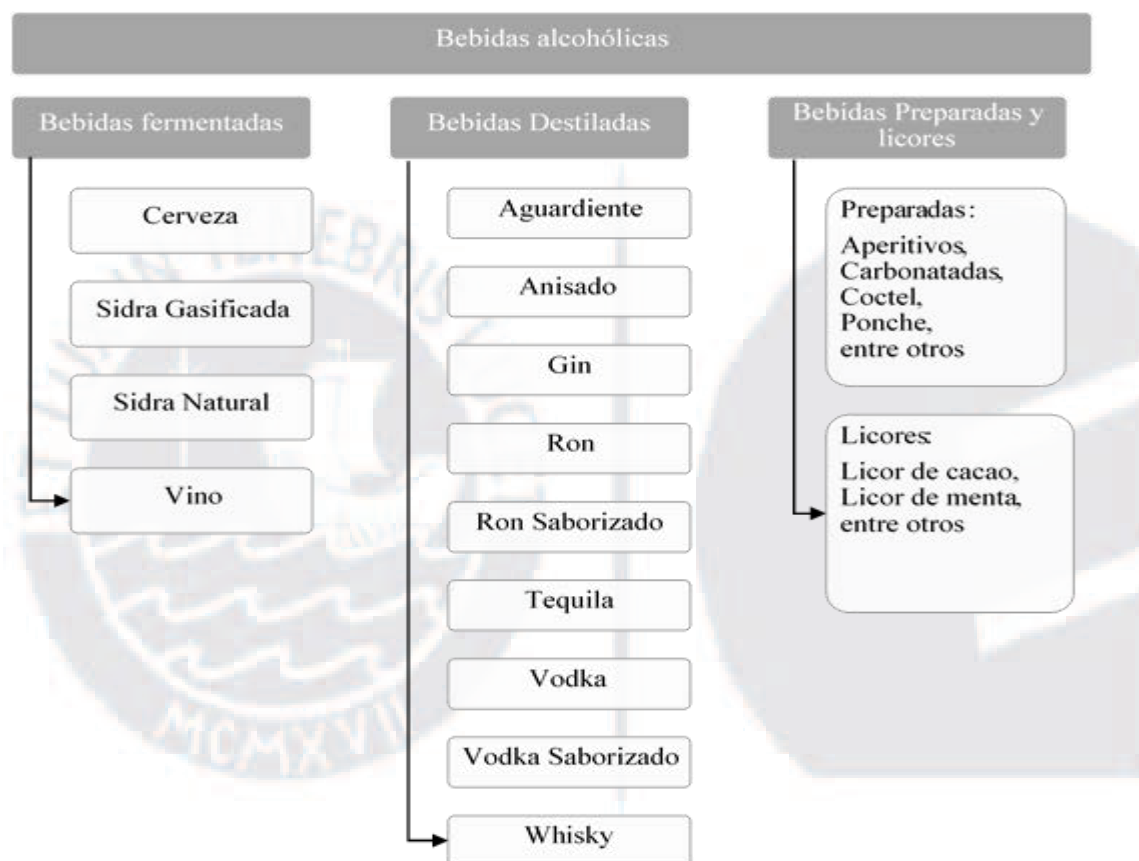 Bebidas alcohólicas
Bebidas fermentadas
Cerveza
Sidra Gasificada
Sidra Natural
Vino
Bebidas Destiladas
Aguardiente
Anisado
Gin
Ron
Ron Saborizado
Tequila
Vodka
Vodka Saborizado
Whisky
Bebidas Preparadas y
licores
Preparadas:
Aperitivos,
Carbonatadas,
Coctel,
Ponche,
entre otros
Licores:
Licor de cacao,
Licor de menta,
entre otros
MCMXVII